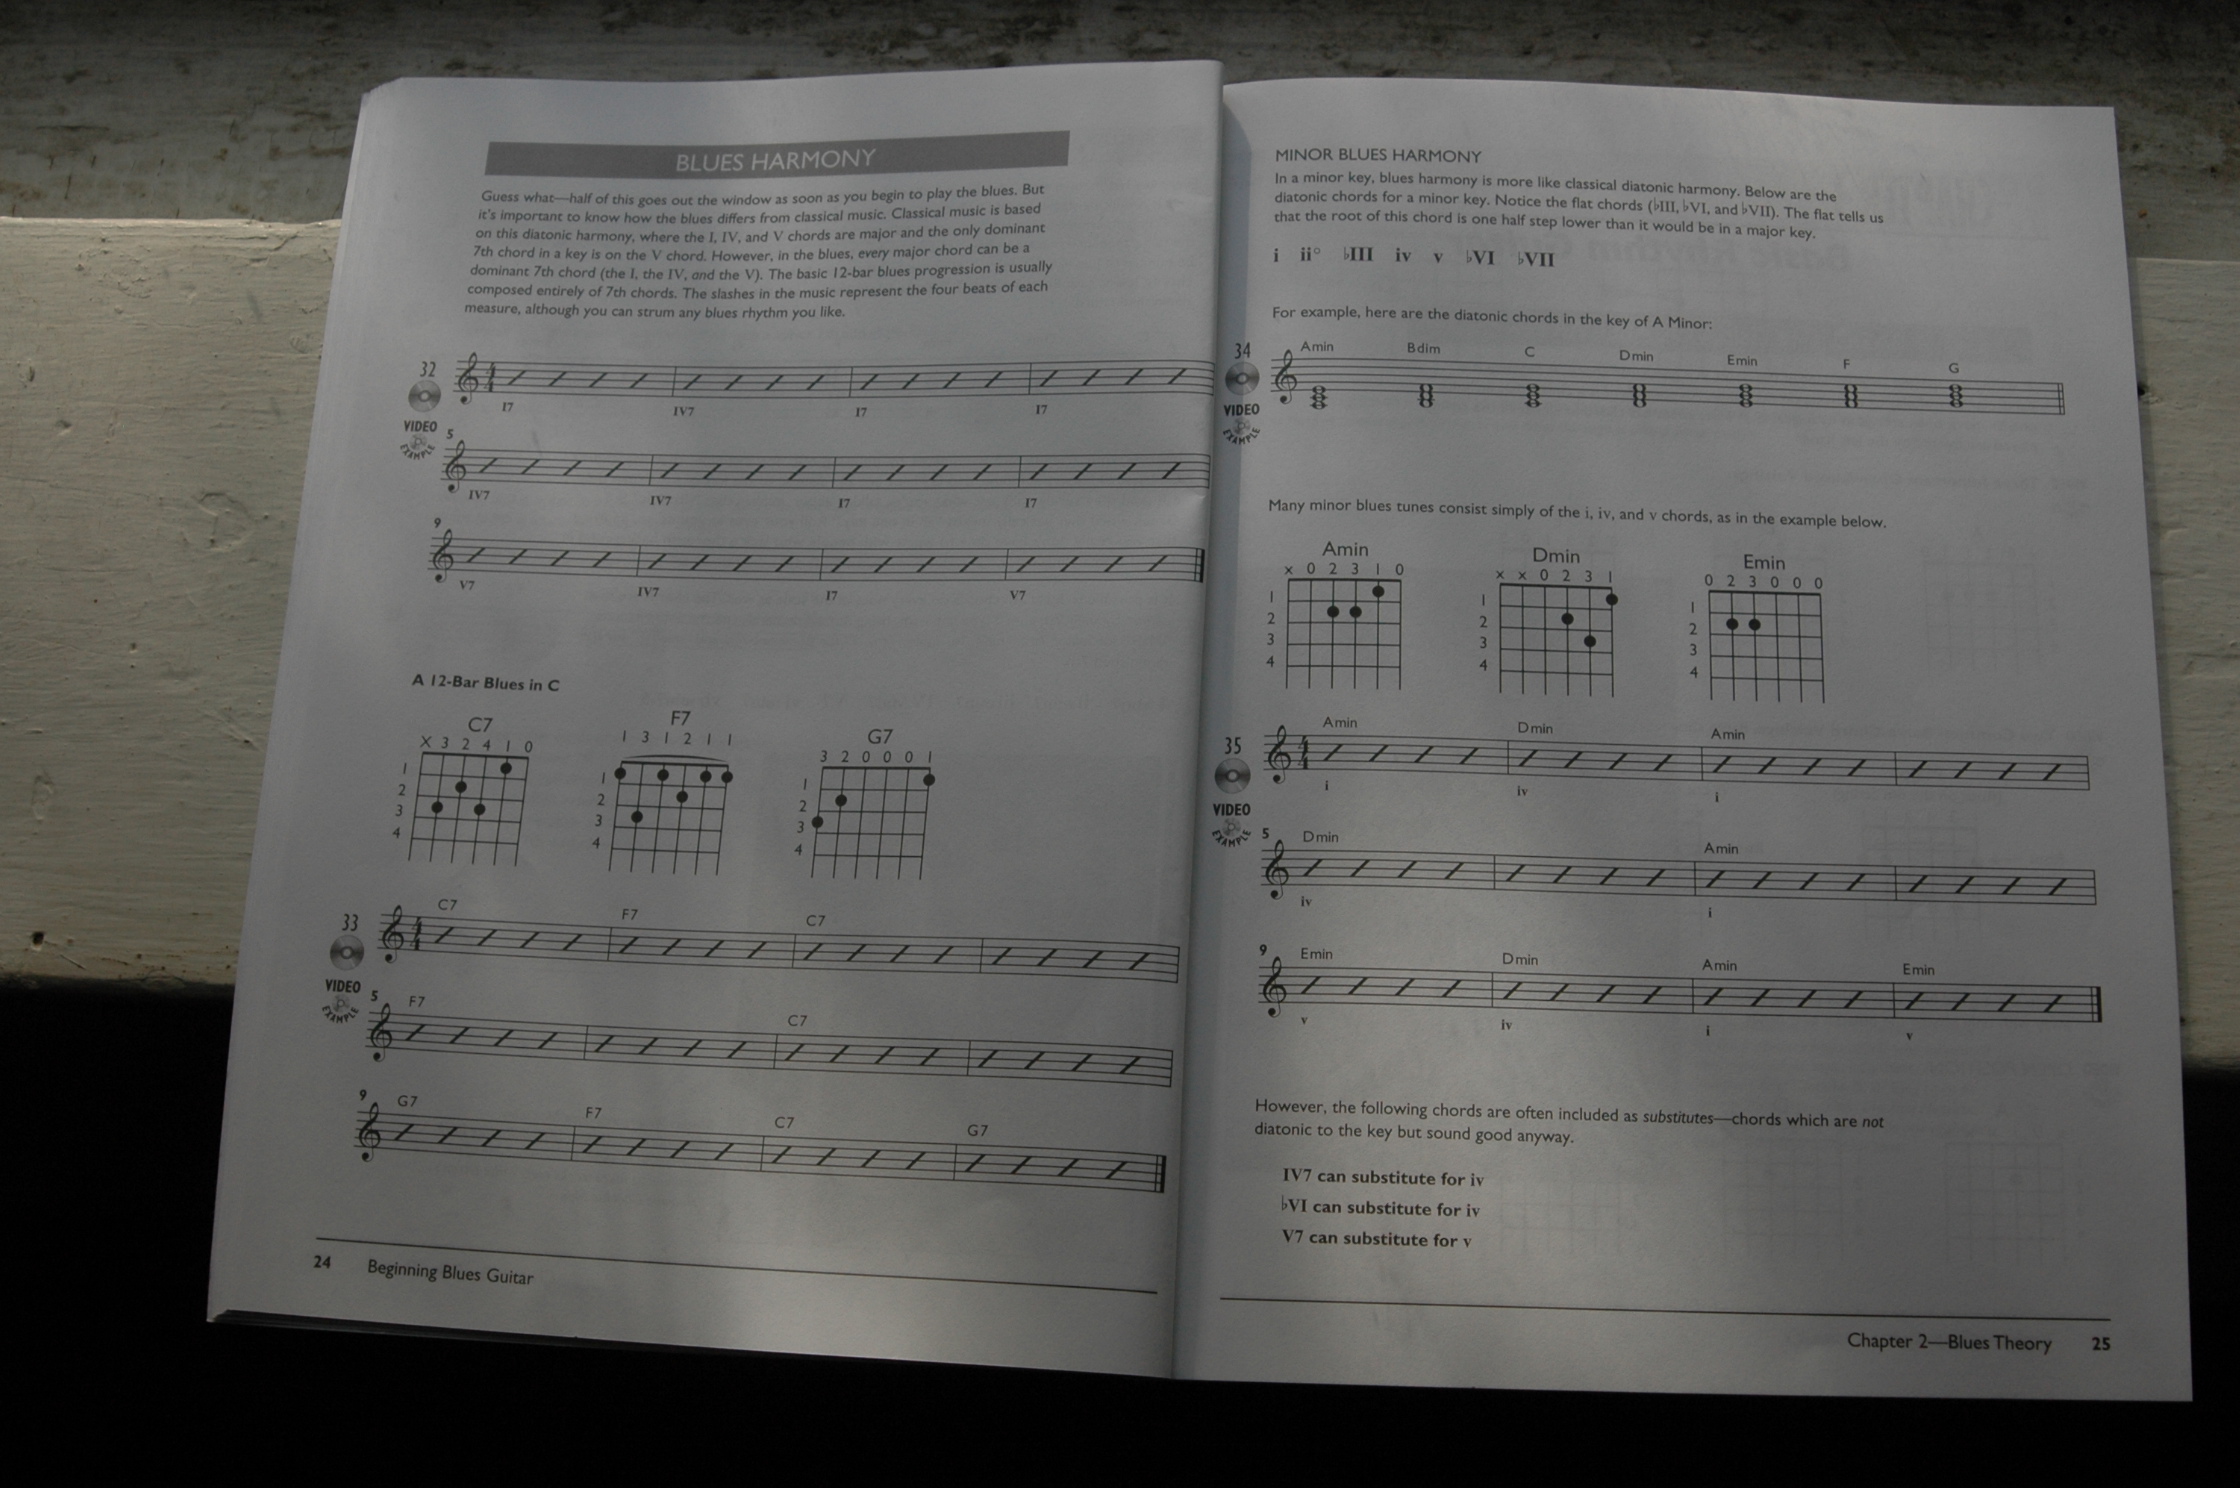 BLUES HARMONY
Guess what—half of this goes out the window as soon as you begin to play the blues. But
it's important to know how the blues differs from classical music. Classical music is based
on this diatonic harmony, where the I, IV, and V chords are major and the only dominant
7th chord in a key is on the V chord. However, in the blues, every major chord can be a
dominant 7th chord (the I, the IV, and the V). The basic 12-bar blues progression is usually
composed entirely of 7th chords. The slashes in the music represent the four beats of each
measure, although you can strum any blues rhythm you like.
32
VIDEO
EXAMPLE
4
4
I7 IV7 I7 I7
5
IV7 IV7 I7 I7
9
V7 IV7 I7 V7
A 12-Bar Blues in C
C7 F7 G7
X 3 2 4 1 0
1 3 1 2 1 1
3 2 0 0 0 1
1 1 1
2 2 2
3 3 3
4 4 4
33
VIDEO
EXAMPLE
C7 F7 C7
4
4
5
F7 C7
9
G7 F7 C7 G7
24 Beginning Blues Guitar
MINOR BLUES HARMONY
In a minor key, blues harmony is more like classical diatonic harmony. Below are the
diatonic chords for a minor key. Notice the flat chords (♭III, ♭VI, and ♭VII). The flat tells us
that the root of this chord is one half step lower than it would be in a major key.
i ii° ♭III iv v ♭VI ♭VII
For example, here are the diatonic chords in the key of A Minor:
34
VIDEO
EXAMPLE
Amin Bdim C Dmin Emin F G
Many minor blues tunes consist simply of the i, iv, and v chords, as in the example below.
Amin Dmin Emin
x 0 2 3 1 0
x x 0 2 3 1
0 2 3 0 0 0
1 1 1
2 2 2
3 3 3
4 4 4
35
VIDEO
EXAMPLE
Amin Dmin Amin
4
4
i iv i
5
Dmin Amin
iv i
9
Emin Dmin Amin Emin
v iv i v
However, the following chords are often included as substitutes—chords which are not
diatonic to the key but sound good anyway.
IV7 can substitute for iv
♭VI can substitute for iv
V7 can substitute for v
Chapter 2—Blues Theory 25